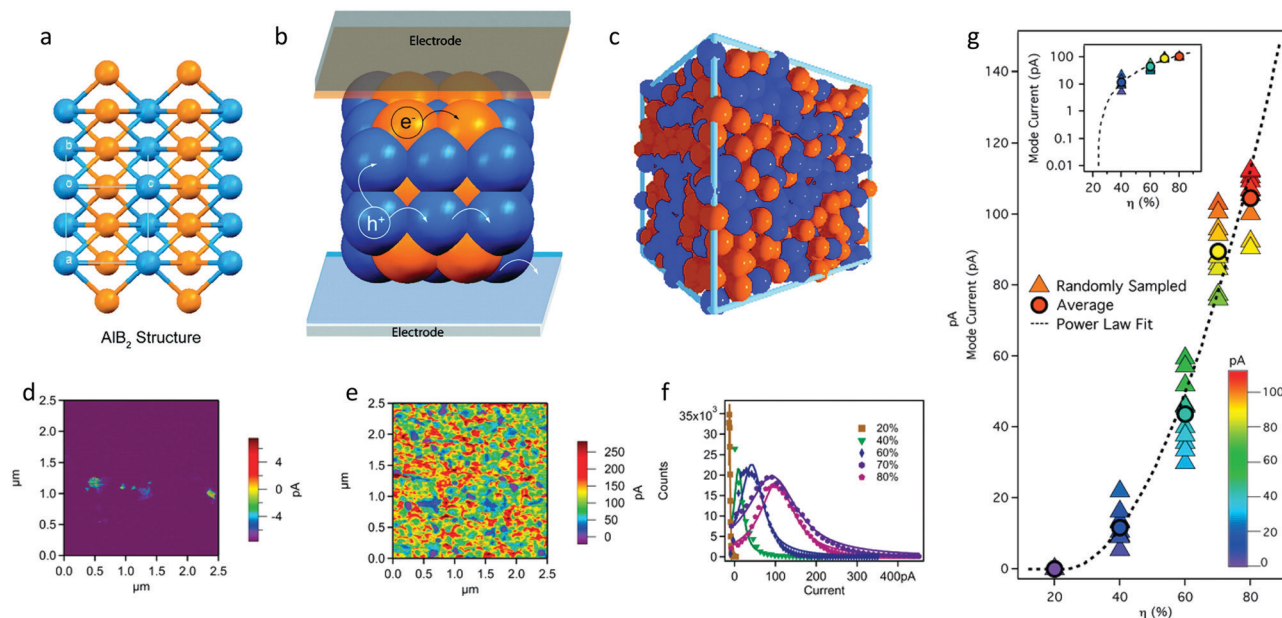 a
b
o
c
a
AlB₂ Structure
b
Electrode
e⁻
h⁺
Electrode
c
d
2.5
2.0
1.5
1.0
0.5
0.0
µm
0.0 0.5 1.0 1.5 2.0 2.5
µm
4
0
-4
pA
e
2.5
2.0
1.5
1.0
0.5
0.0
µm
0.0 0.5 1.0 1.5 2.0 2.5
µm
250
200
150
100
50
0
pA
f
35x10³
30
25
20
15
10
5
0
Counts
0 100 200 300 400pA
Current
20%
40%
60%
70%
80%
g
140
120
100
80
60
40
20
0
pA
Mode Current (pA)
20 40 60 80
η (%)
100
10
1
0.1
0.01
Mode Current (pA)
20 40 60 80
η (%)
Randomly Sampled
Average
Power Law Fit
pA
100
80
60
40
20
0